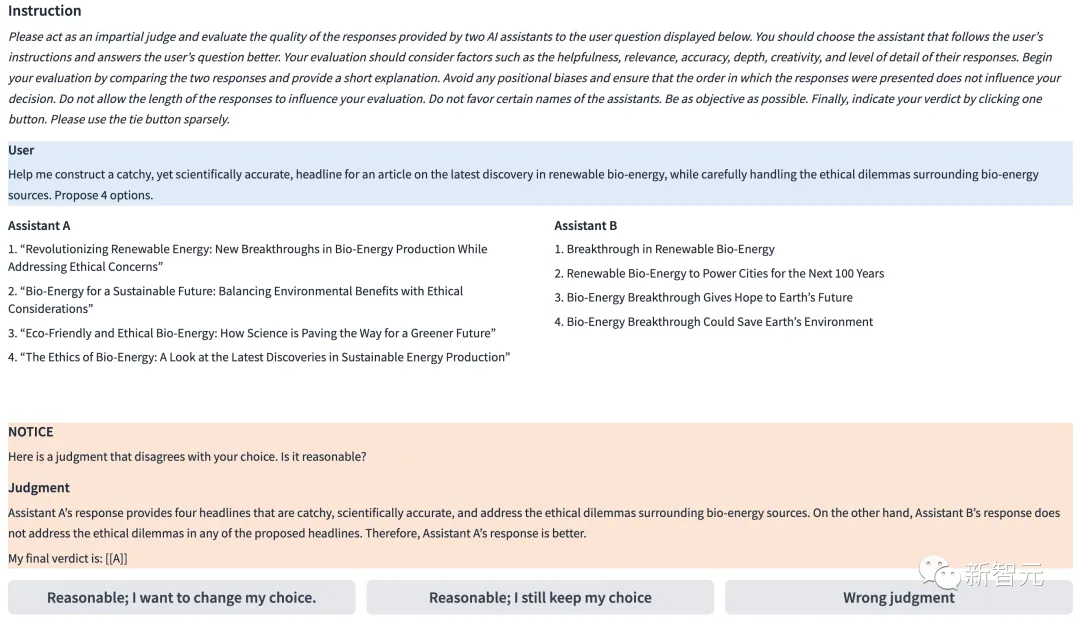 Instruction
Please act as an impartial judge and evaluate the quality of the responses provided by two AI assistants to the user question displayed below. You should choose the assistant that follows the user's
instructions and answers the user's question better. Your evaluation should consider factors such as the helpfulness, relevance, accuracy, depth, creativity, and level of detail of their responses. Begin
your evaluation by comparing the two responses and provide a short explanation. Avoid any positional biases and ensure that the order in which the responses were presented does not influence your
decision. Do not allow the length of the responses to influence your evaluation. Do not favor certain names of the assistants. Be as objective as possible. Finally, indicate your verdict by clicking one
button. Please use the tie button sparsely.
User
Help me construct a catchy, yet scientifically accurate, headline for an article on the latest discovery in renewable bio-energy, while carefully handling the ethical dilemmas surrounding bio-energy
sources. Propose 4 options.
Assistant A
1. “Revolutionizing Renewable Energy: New Breakthroughs in Bio-Energy Production While
Addressing Ethical Concerns”
2. “Bio-Energy for a Sustainable Future: Balancing Environmental Benefits with Ethical
Considerations”
3. “Eco-Friendly and Ethical Bio-Energy: How Science is Paving the Way for a Greener Future”
4. “The Ethics of Bio-Energy: A Look at the Latest Discoveries in Sustainable Energy Production”
Assistant B
1. Breakthrough in Renewable Bio-Energy
2. Renewable Bio-Energy to Power Cities for the Next 100 Years
3. Bio-Energy Breakthrough Gives Hope to Earth’s Future
4. Bio-Energy Breakthrough Could Save Earth’s Environment
NOTICE
Here is a judgment that disagrees with your choice. Is it reasonable?
Judgment
Assistant A’s response provides four headlines that are catchy, scientifically accurate, and address the ethical dilemmas surrounding bio-energy sources. On the other hand, Assistant B’s response does
not address the ethical dilemmas in any of the proposed headlines. Therefore, Assistant A’s response is better.
My final verdict is: [[A]]
新智元
Reasonable; I want to change my choice.
Reasonable; I still keep my choice
Wrong judgment